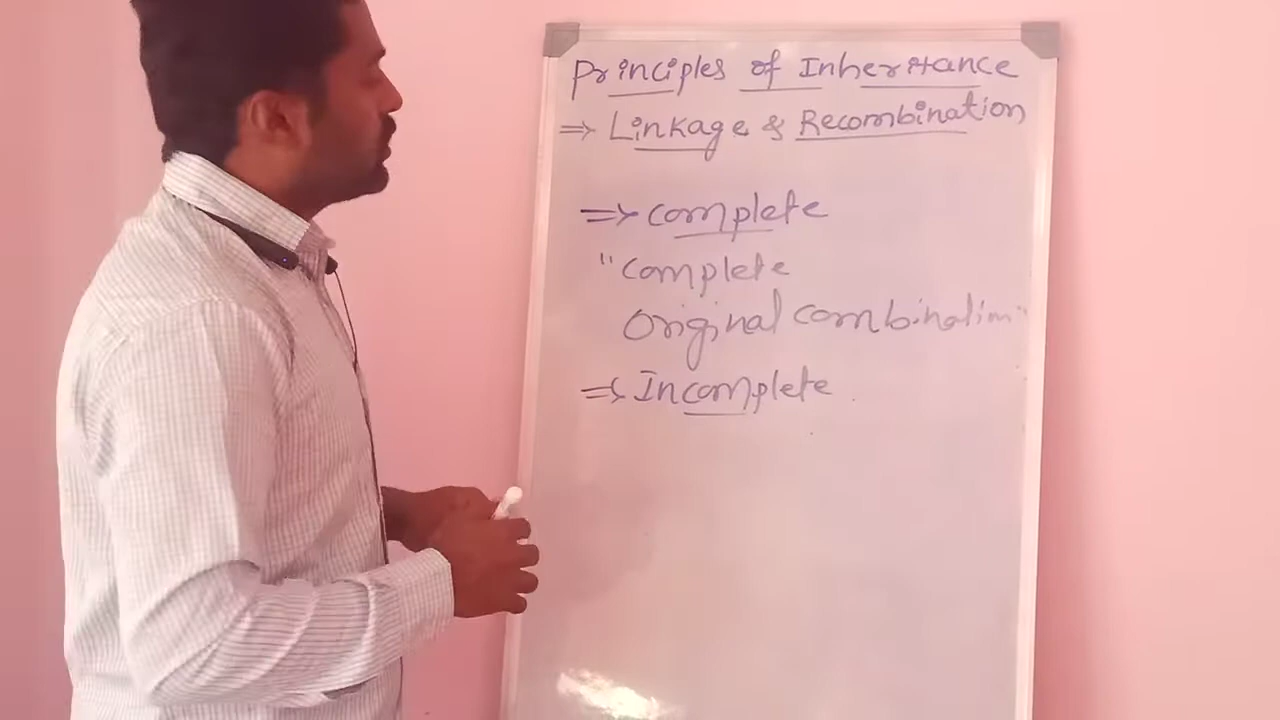 Principles of Inheritance
⇒ Linkage & Recombination
⇒ complete
"complete
Original combination"
⇒ Incomplete